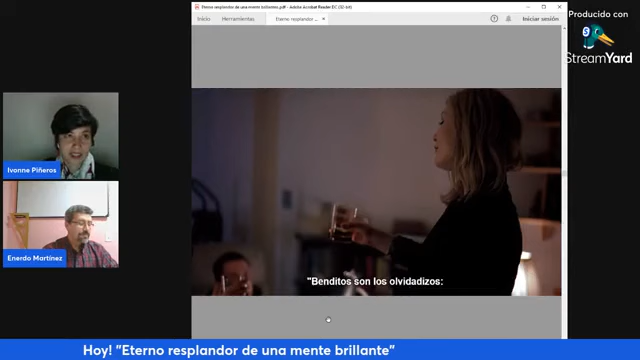 Eterno resplandor de una mente brillante.pdf - Adobe Acrobat Reader DC (32-bit)
Inicio Herramientas Eterno resplandor ... ×
Iniciar sesión
Producido con
StreamYard
Ivonne Piñeros
Enerdo Martínez
"Benditos son los olvidadizos:
Hoy! "Eterno resplandor de una mente brillante"